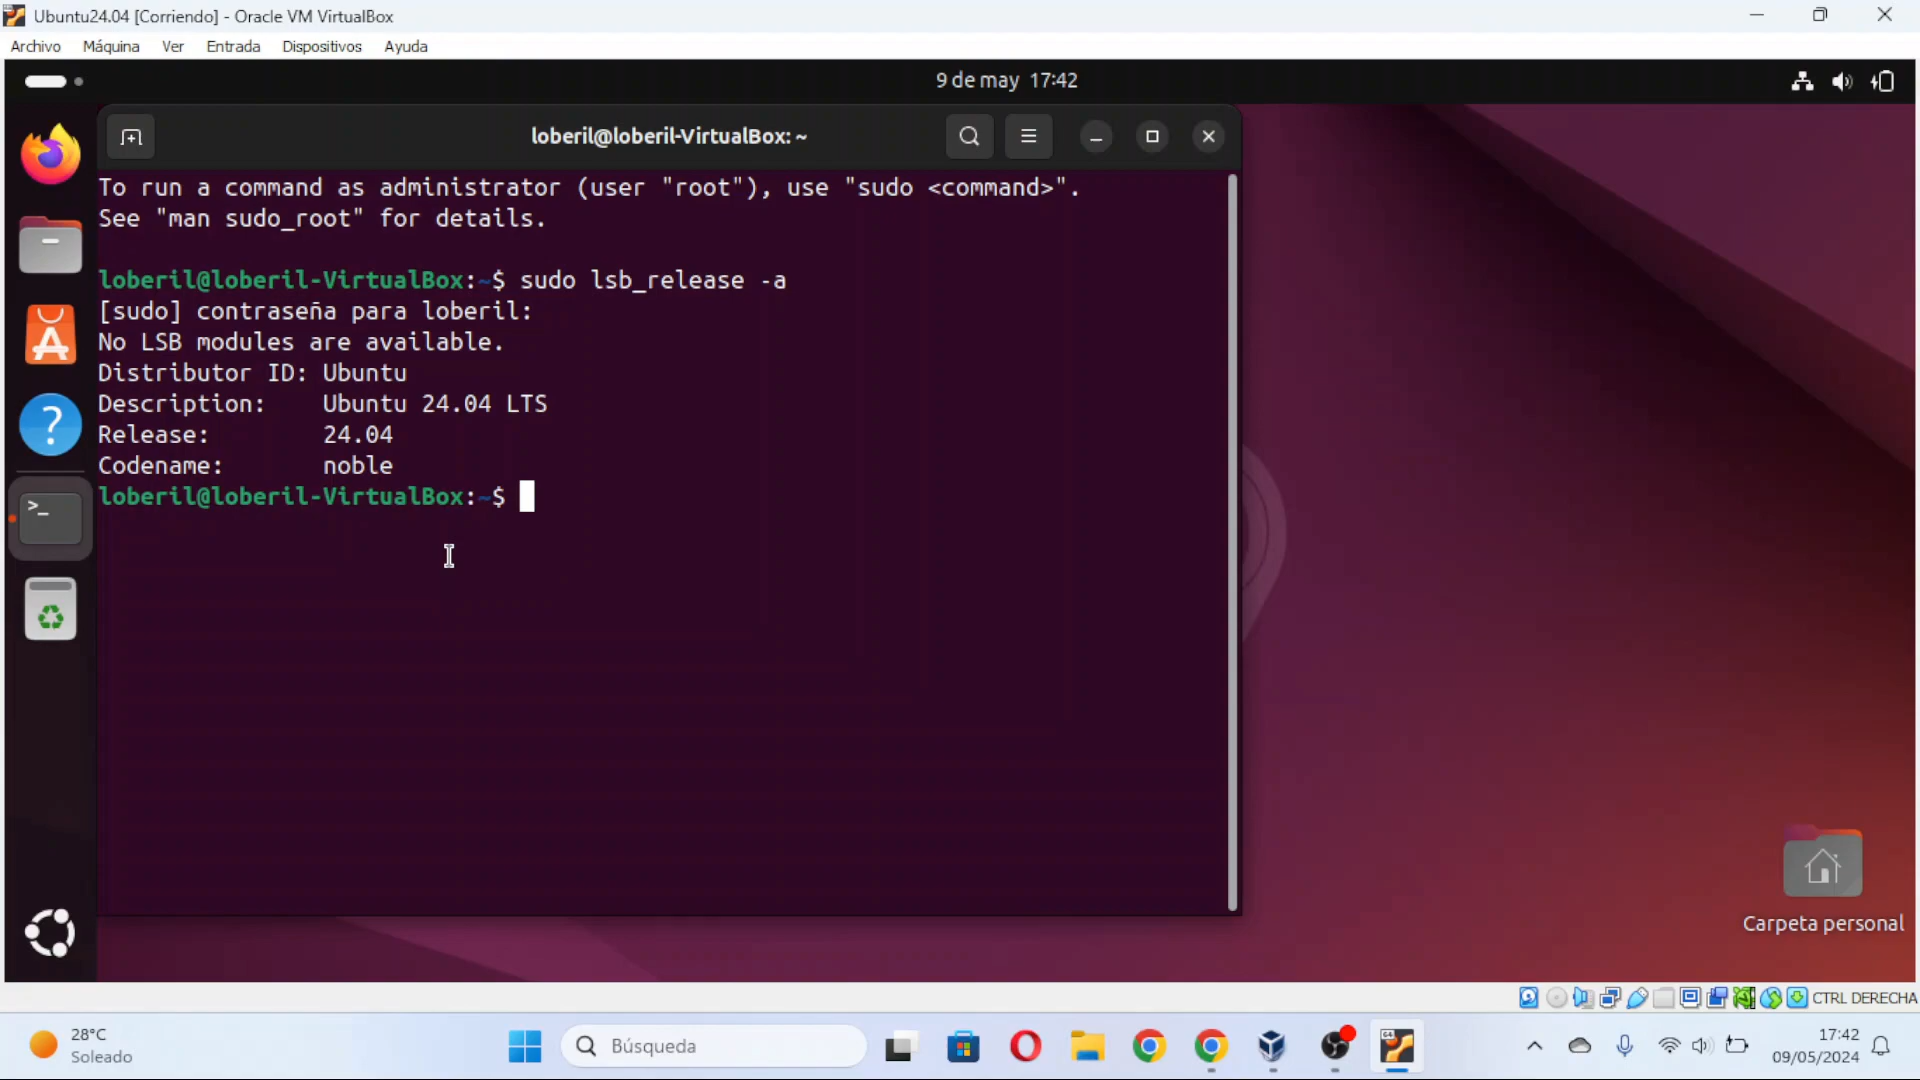 Ubuntu24.04 [Corriendo] - Oracle VM VirtualBox
Archivo Máquina Ver Entrada Dispositivos Ayuda
9 de may 17:42
loberil@loberil-VirtualBox: ~
To run a command as administrator (user "root"), use "sudo <command>".
See "man sudo_root" for details.
loberil@loberil-VirtualBox:~$ sudo lsb_release -a
[sudo] contraseña para loberil:
No LSB modules are available.
Distributor ID: Ubuntu
Description: Ubuntu 24.04 LTS
Release: 24.04
Codename: noble
loberil@loberil-VirtualBox:~$
Carpeta personal
CTRL DERECHA
28°C
Soleado
Búsqueda
17:42
09/05/2024